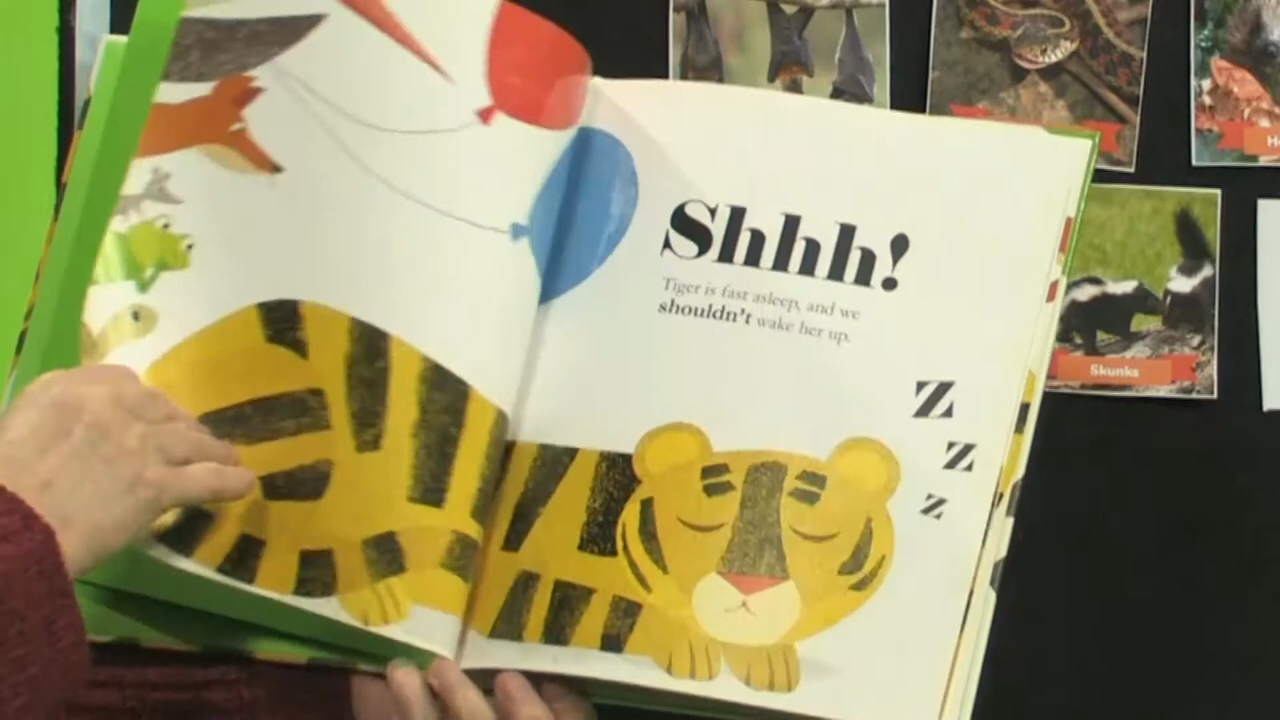 Shhh!
Tiger is fast asleep, and we
shouldn't wake her up.
Z
Z
Z
Skunks